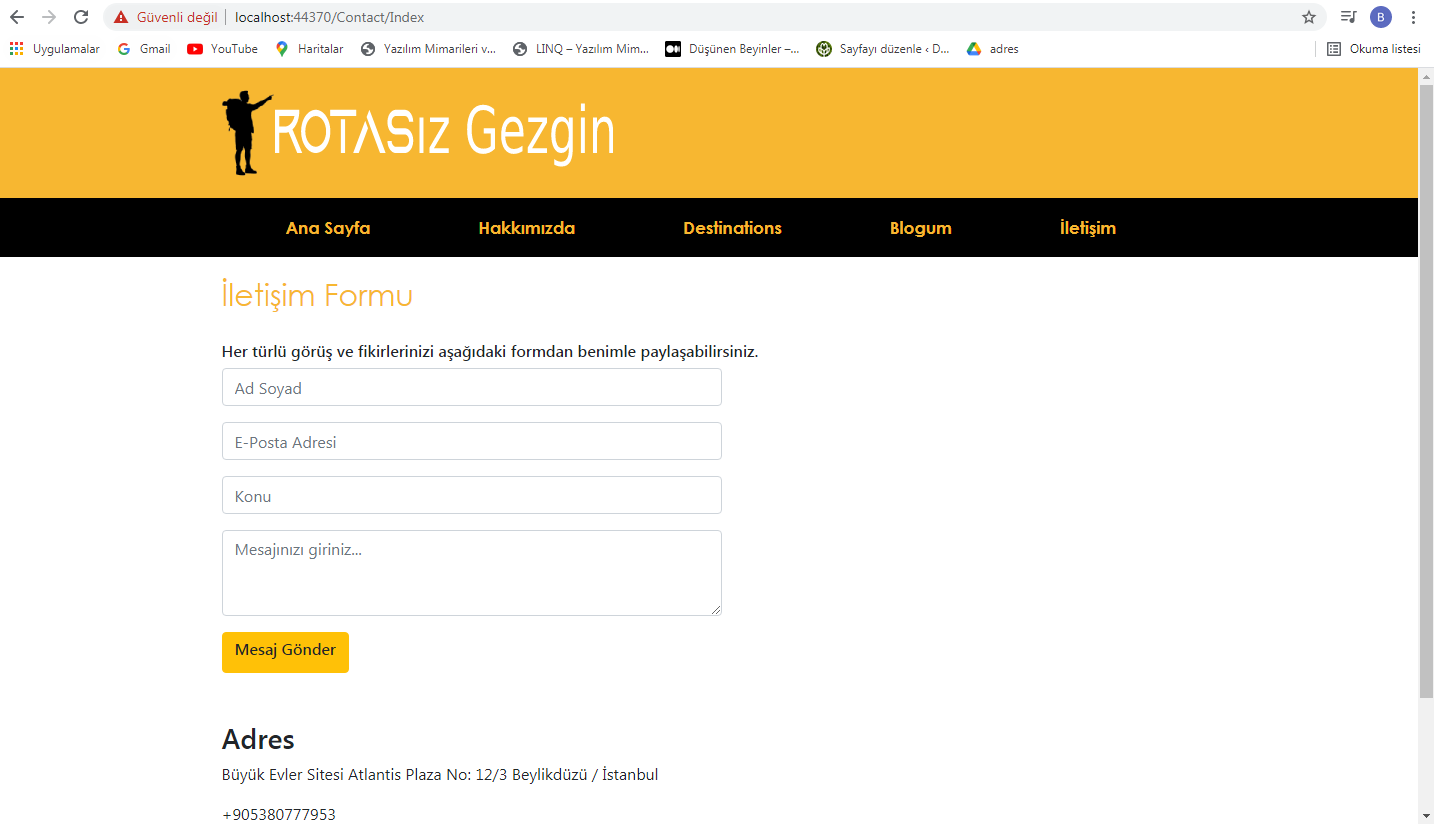 Güvenli değil localhost:44370/Contact/Index B
Uygulamalar Gmail YouTube Haritalar Yazılım Mimarileri v... LINQ – Yazılım Mim... Düşünen Beyinler –... Sayfayı düzenle ‹ D... adres Okuma listesi
ROTASız Gezgin
Ana Sayfa Hakkımızda Destinations Blogum İletişim
İletişim Formu
Her türlü görüş ve fikirlerinizi aşağıdaki formdan benimle paylaşabilirsiniz.
Ad Soyad
E-Posta Adresi
Konu
Mesajınızı giriniz...
Mesaj Gönder
Adres
Büyük Evler Sitesi Atlantis Plaza No: 12/3 Beylikdüzü / İstanbul
+905380777953